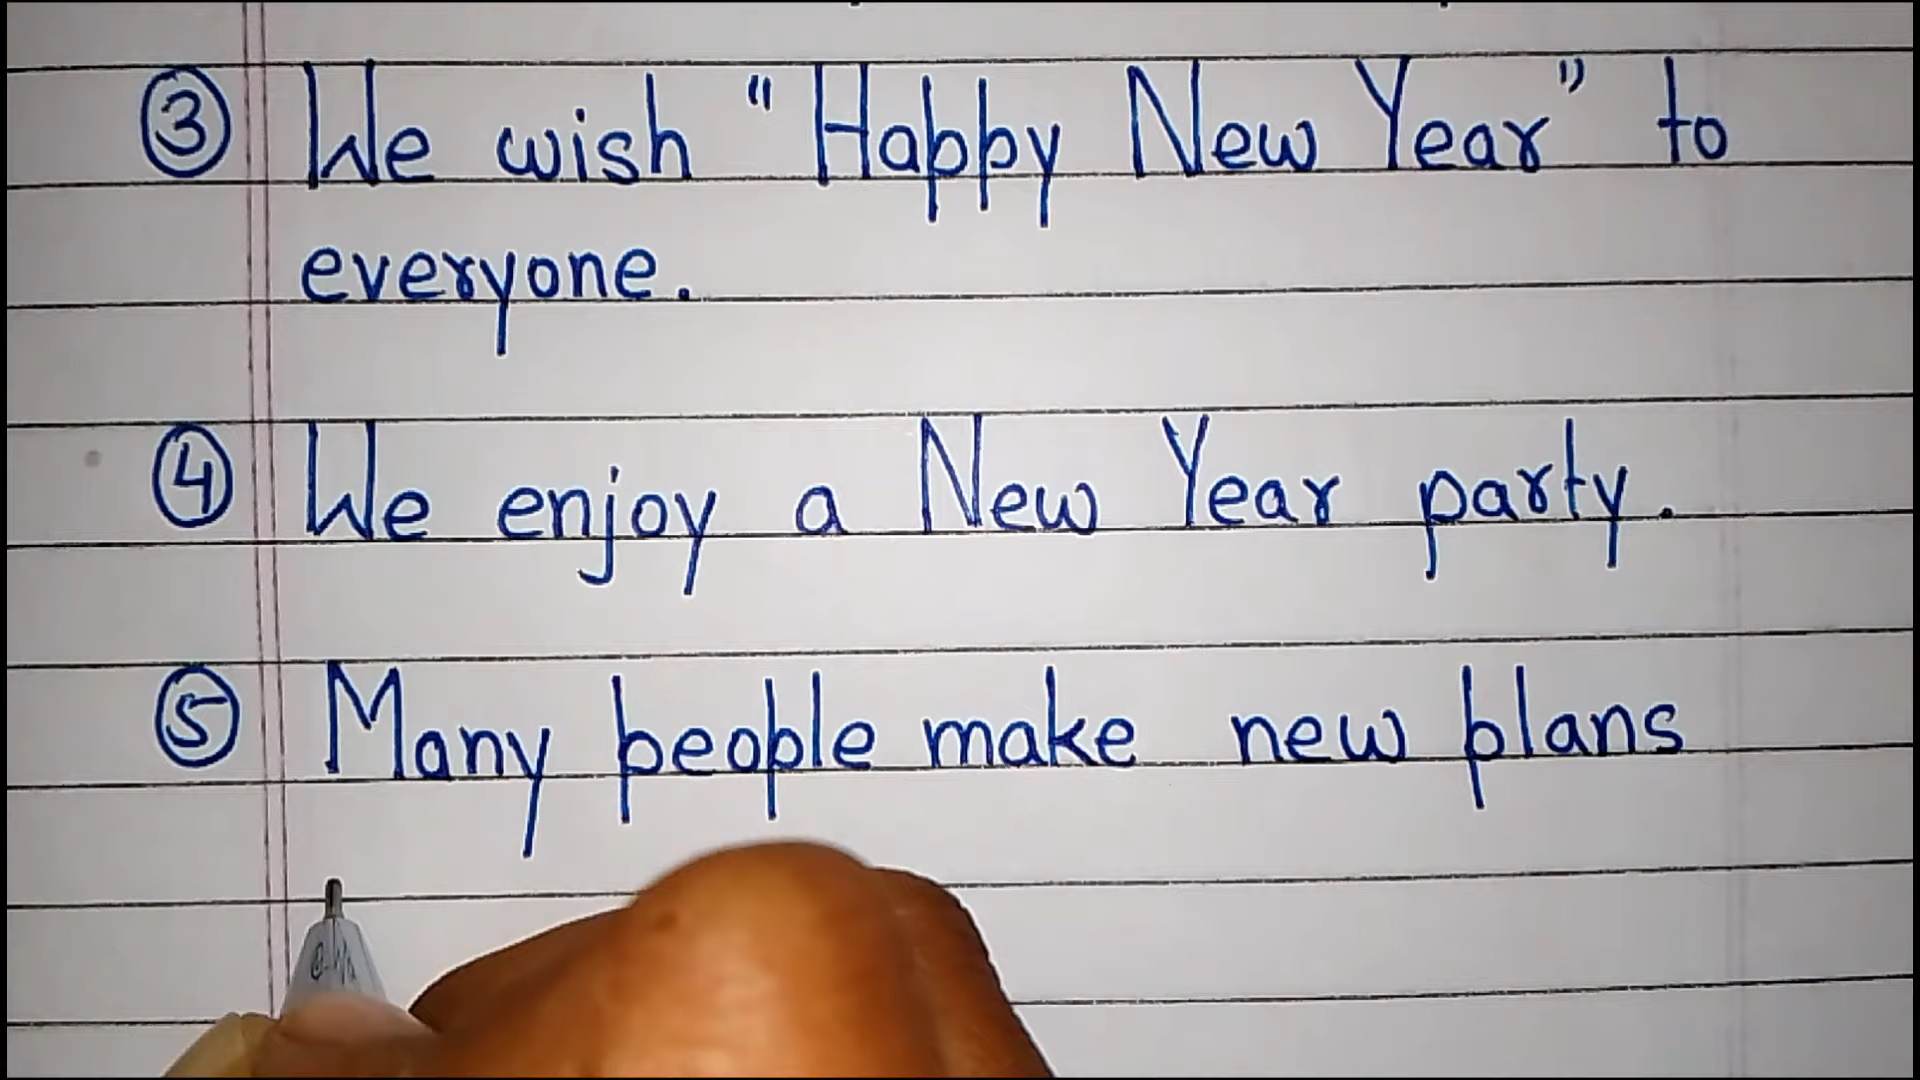 ③ We wish "Happy New Year" to
everyone.
④ We enjoy a New Year party.
⑤ Many people make new plans